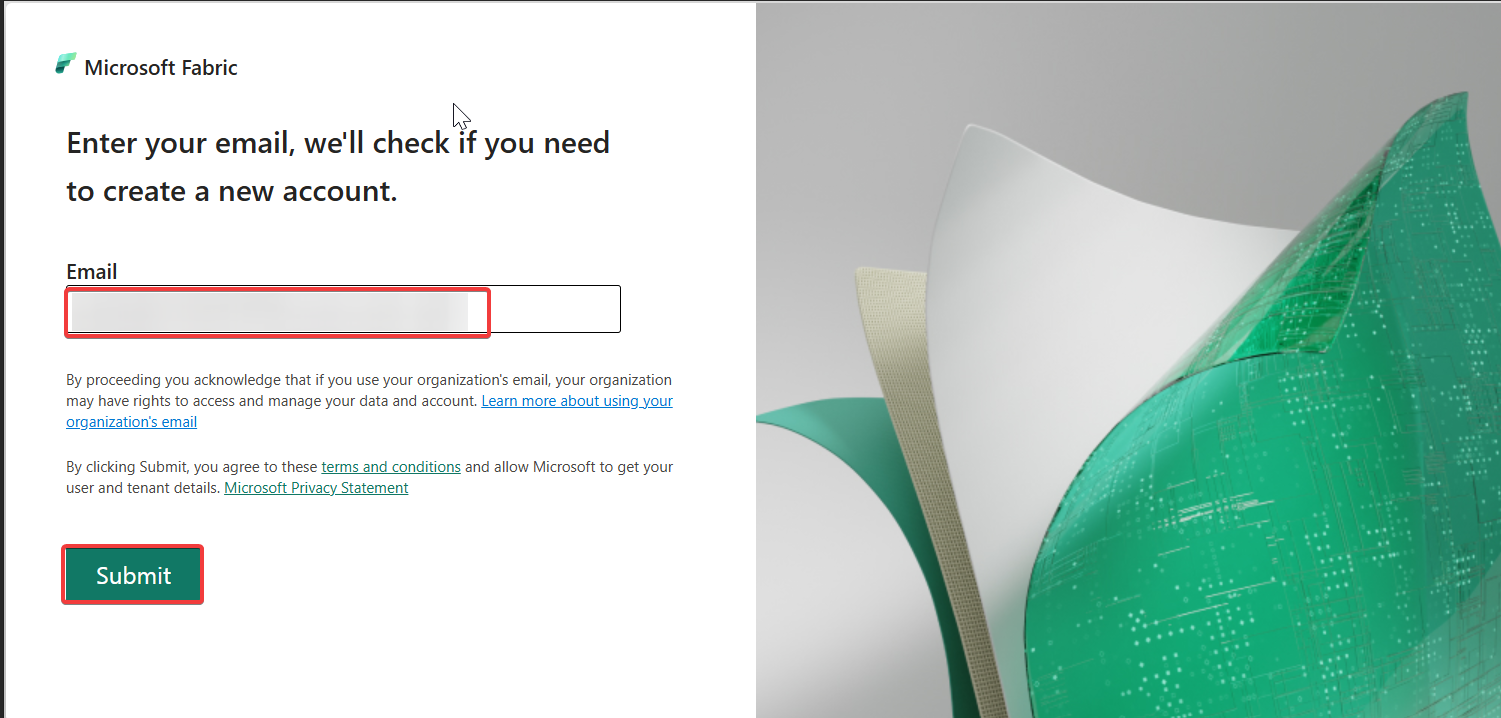 Microsoft Fabric
Enter your email, we'll check if you need
to create a new account.
Email
By proceeding you acknowledge that if you use your organization's email, your organization
may have rights to access and manage your data and account. Learn more about using your
organization's email
By clicking Submit, you agree to these terms and conditions and allow Microsoft to get your
user and tenant details. Microsoft Privacy Statement
Submit